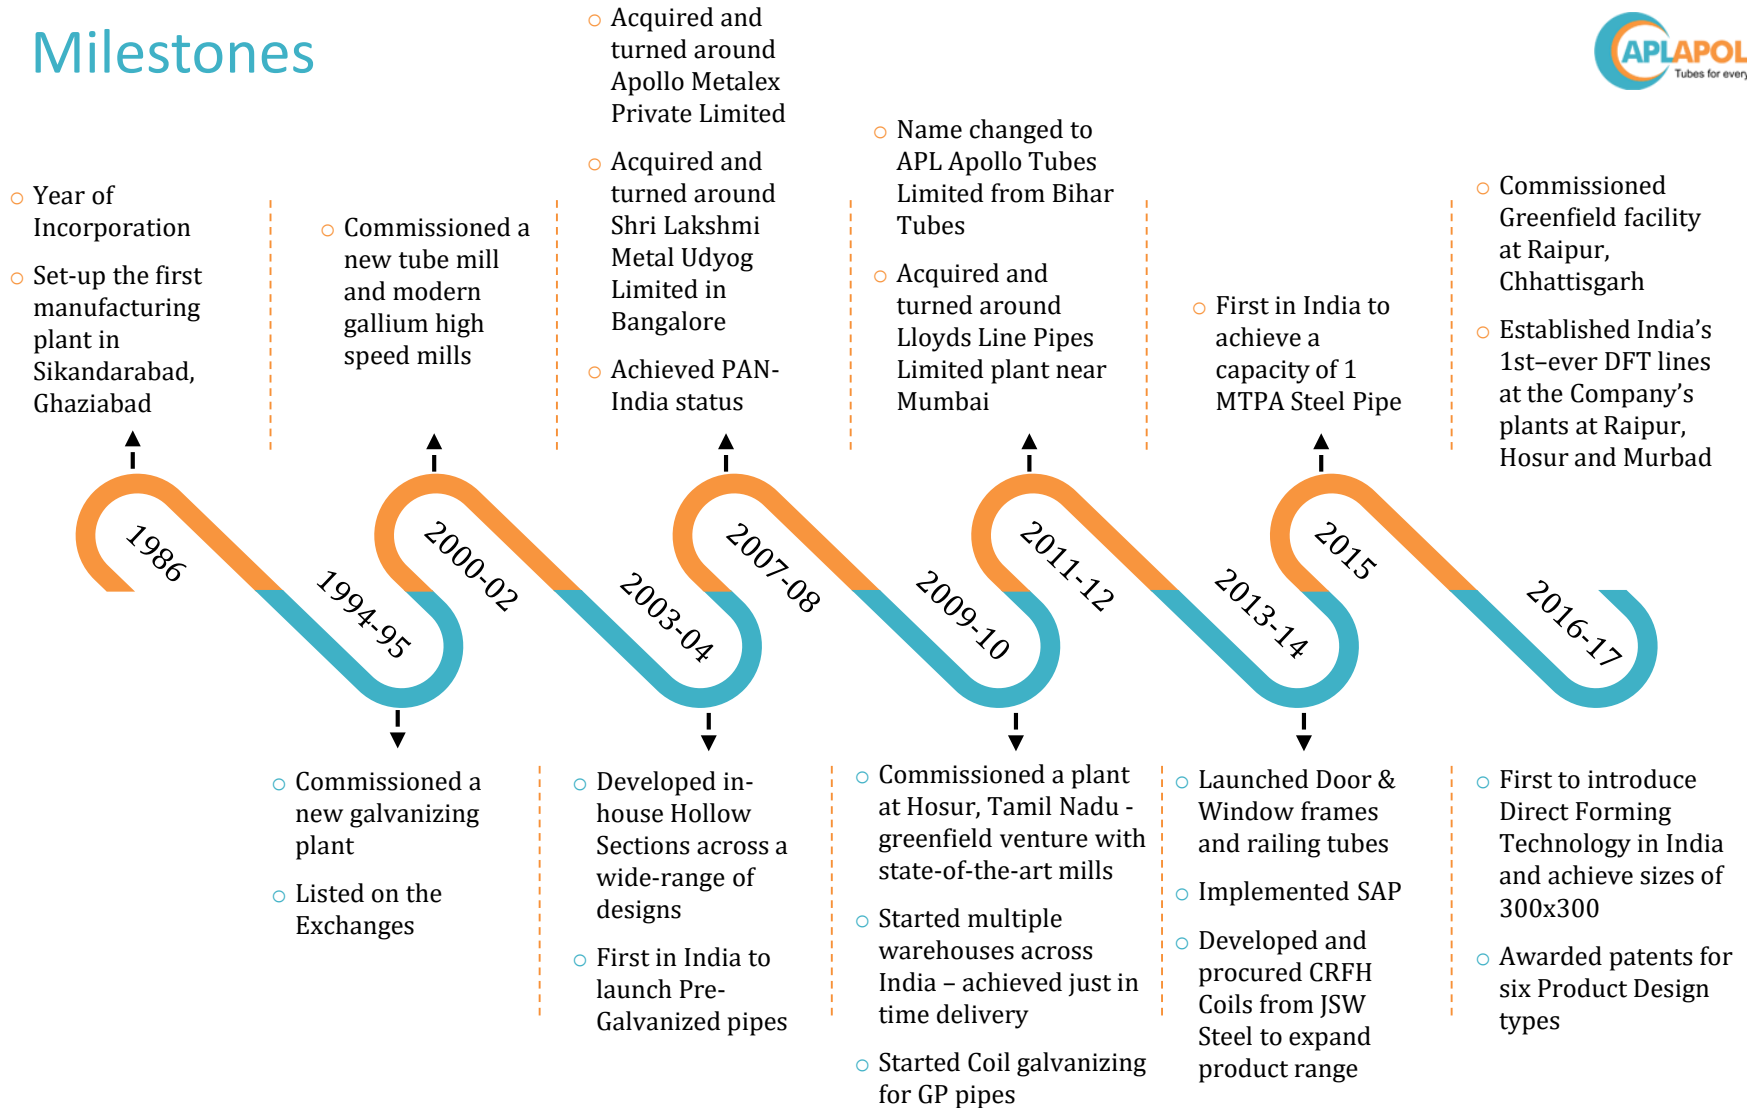 Milestones
APLAPOL
Tubes for every
Year of
Incorporation
Set-up the first
manufacturing
plant in
Sikandarabad,
Ghaziabad
Commissioned a
new tube mill
and modern
gallium high
speed mills
Acquired and
turned around
Apollo Metalex
Private Limited
Acquired and
turned around
Shri Lakshmi
Metal Udyog
Limited in
Bangalore
Achieved PAN-
India status
Name changed to
APL Apollo Tubes
Limited from Bihar
Tubes
Acquired and
turned around
Lloyds Line Pipes
Limited plant near
Mumbai
First in India to
achieve a
capacity of 1
MTPA Steel Pipe
Commissioned
Greenfield facility
at Raipur,
Chhattisgarh
Established India’s
1st–ever DFT lines
at the Company’s
plants at Raipur,
Hosur and Murbad
1986
1994-95
2000-02
2003-04
2007-08
2009-10
2011-12
2013-14
2015
2016-17
Commissioned a
new galvanizing
plant
Listed on the
Exchanges
Developed in-
house Hollow
Sections across a
wide-range of
designs
First in India to
launch Pre-
Galvanized pipes
Commissioned a plant
at Hosur, Tamil Nadu -
greenfield venture with
state-of-the-art mills
Started multiple
warehouses across
India – achieved just in
time delivery
Started Coil galvanizing
for GP pipes
Launched Door &
Window frames
and railing tubes
Implemented SAP
Developed and
procured CRFH
Coils from JSW
Steel to expand
product range
First to introduce
Direct Forming
Technology in India
and achieve sizes of
300x300
Awarded patents for
six Product Design
types